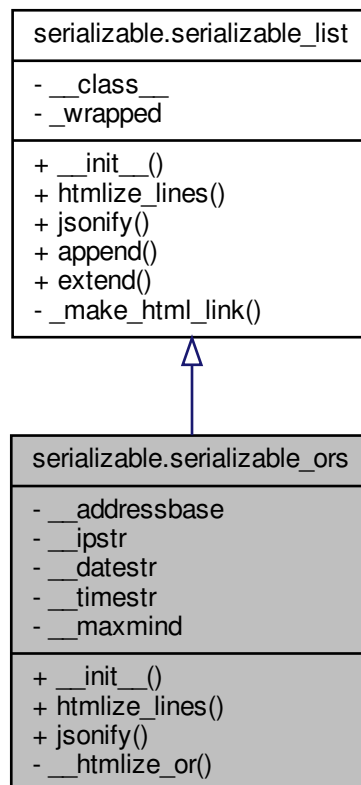 serializable.serializable_list
- __class__
- _wrapped
+ __init__()
+ htmlize_lines()
+ jsonify()
+ append()
+ extend()
- _make_html_link()
serializable.serializable_ors
- __addressbase
- __ipstr
- __datestr
- __timestr
- __maxmind
+ __init__()
+ htmlize_lines()
+ jsonify()
- __htmlize_or()